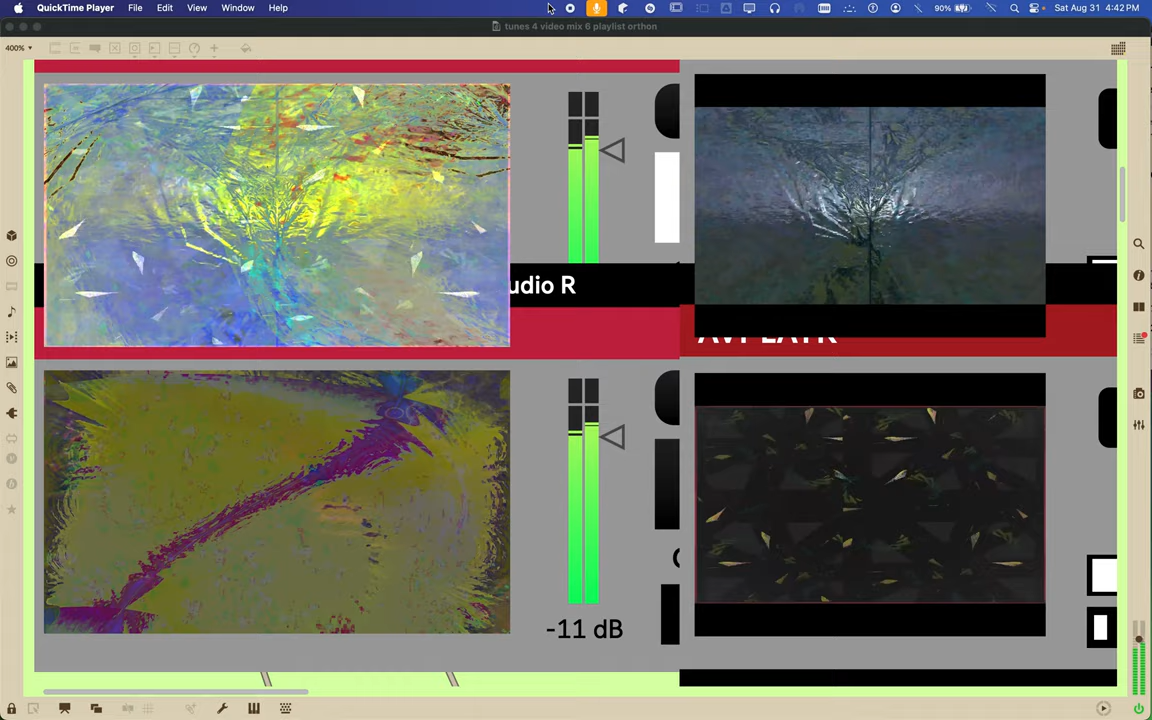 QuickTime Player File Edit View Window Help 90% Sat Aug 31 4:42 PM
tunes 4 video mix 6 playlist orthon
400%
udio R
-11 dB